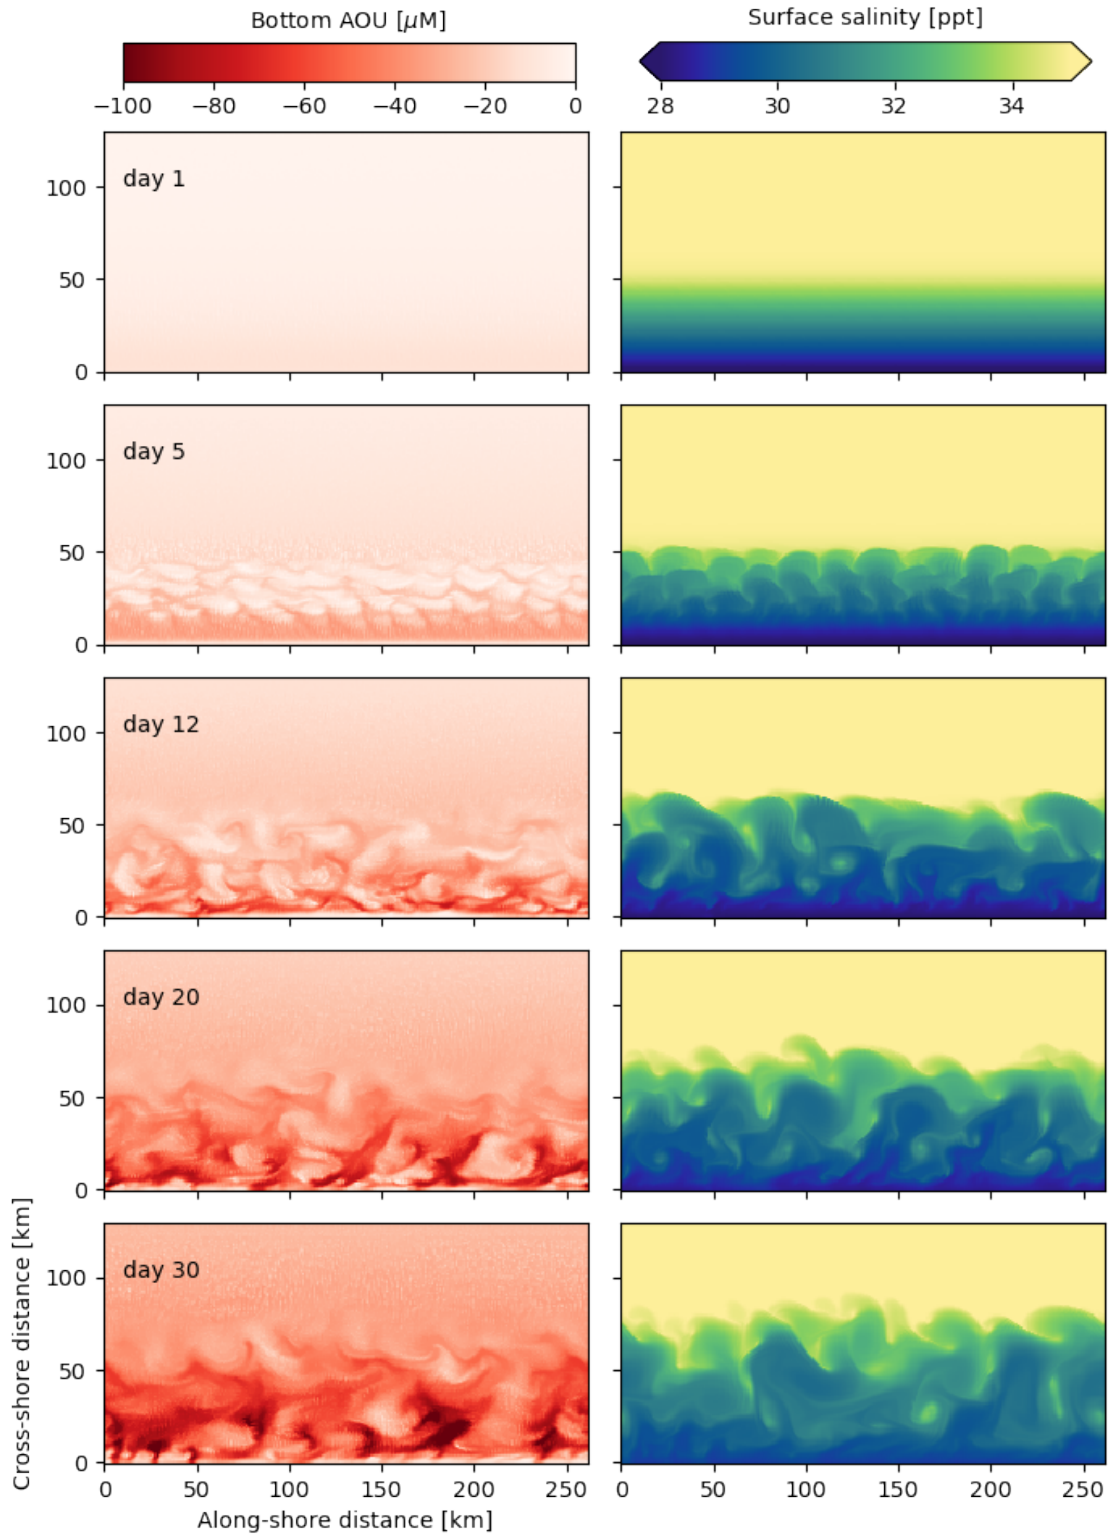 Bottom AOU [μM]
Surface salinity [ppt]
−100 −80 −60 −40 −20 0
28 30 32 34
day 1
100
50
0
day 5
100
50
0
day 12
100
50
0
day 20
100
50
0
day 30
100
50
0
Cross-shore distance [km]
0 50 100 150 200 250
0 50 100 150 200 250
Along-shore distance [km]